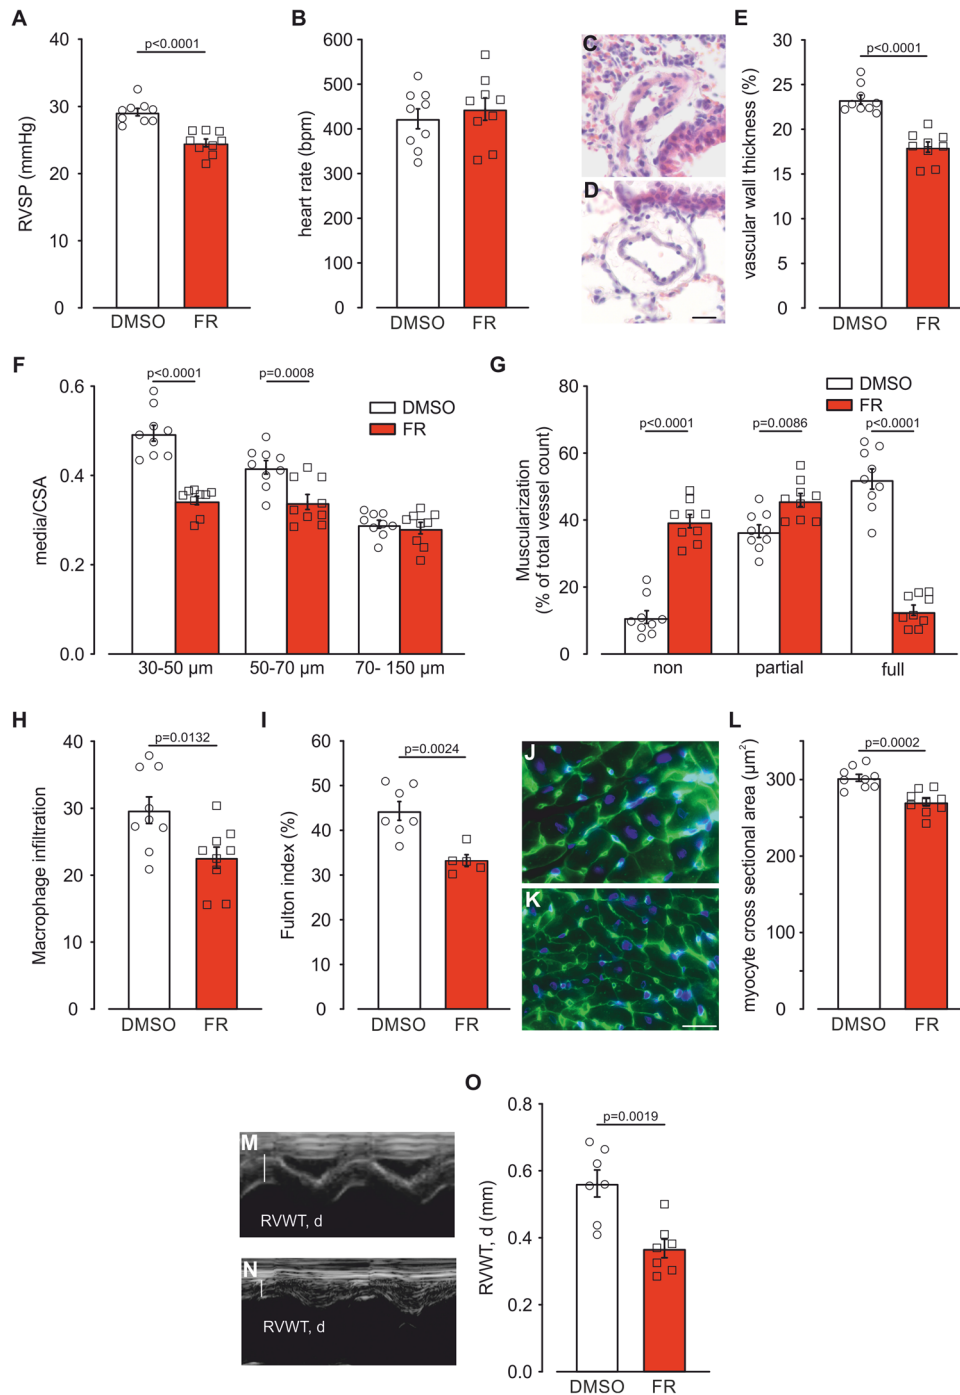 A
RVSP (mmHg)
40
30
20
10
0
p<0.0001
DMSO FR
B
heart rate (bpm)
600
500
400
300
200
100
0
DMSO FR
C
D
E
vascular wall thickness (%)
30
25
20
15
10
5
0
p<0.0001
DMSO FR
F
media/CSA
0.6
0.4
0.2
0.0
p<0.0001
p=0.0008
DMSO
FR
30-50 µm 50-70 µm 70- 150 µm
G
Muscularization
(% of total vessel count)
80
60
40
20
0
DMSO
FR
p<0.0001
p=0.0086
p<0.0001
non partial full
H
Macrophage infiltration
40
30
20
10
0
p=0.0132
DMSO FR
I
Fulton index (%)
60
50
40
30
20
10
0
p=0.0024
DMSO FR
J
K
L
myocyte cross sectional area (µm²)
300
200
100
0
p=0.0002
DMSO FR
M
RVWT, d
N
RVWT, d
O
RVWT, d (mm)
0.8
0.6
0.4
0.2
0.0
p=0.0019
DMSO FR